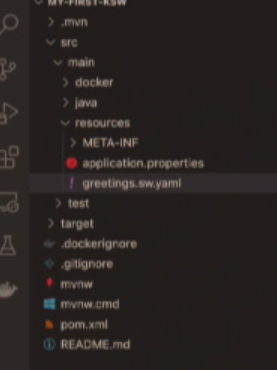 MY-FIRST-KSW
.mvn
src
main
docker
java
resources
META-INF
application.properties
greetings.sw.yaml
test
target
.dockerignore
.gitignore
mvnw
mvnw.cmd
pom.xml
README.md